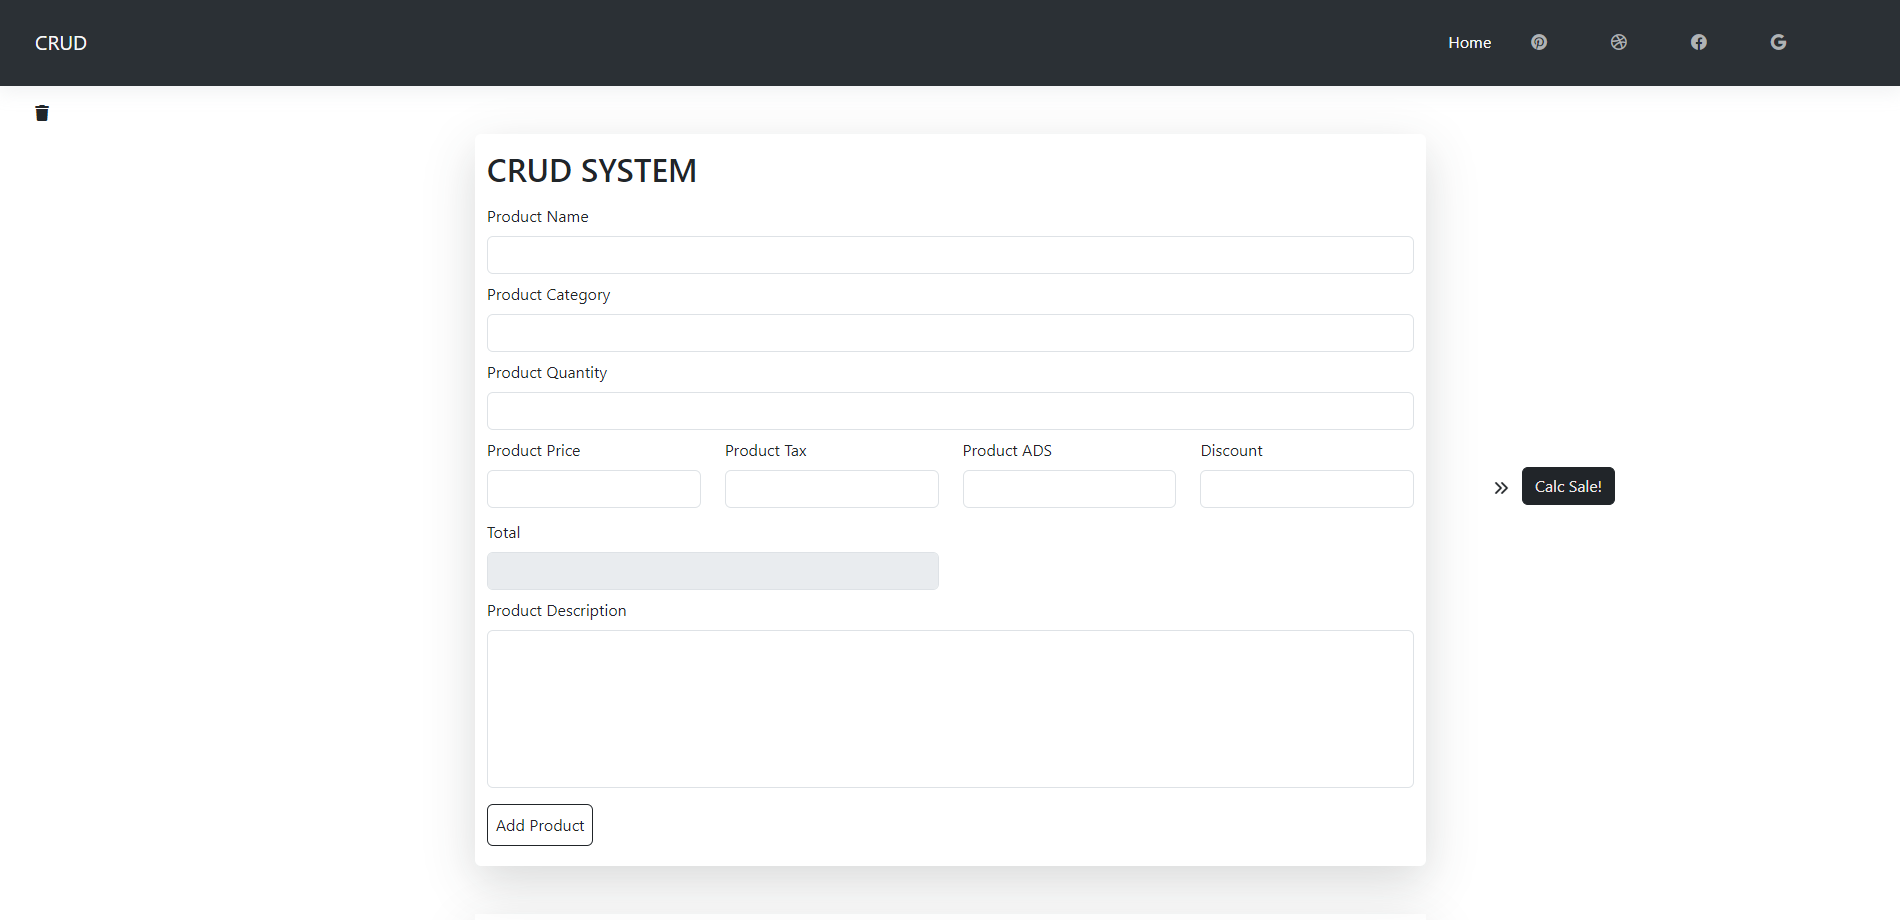 CRUD
Home
CRUD SYSTEM
Product Name
Product Category
Product Quantity
Product Price Product Tax Product ADS Discount
Calc Sale!
Total
Product Description
Add Product